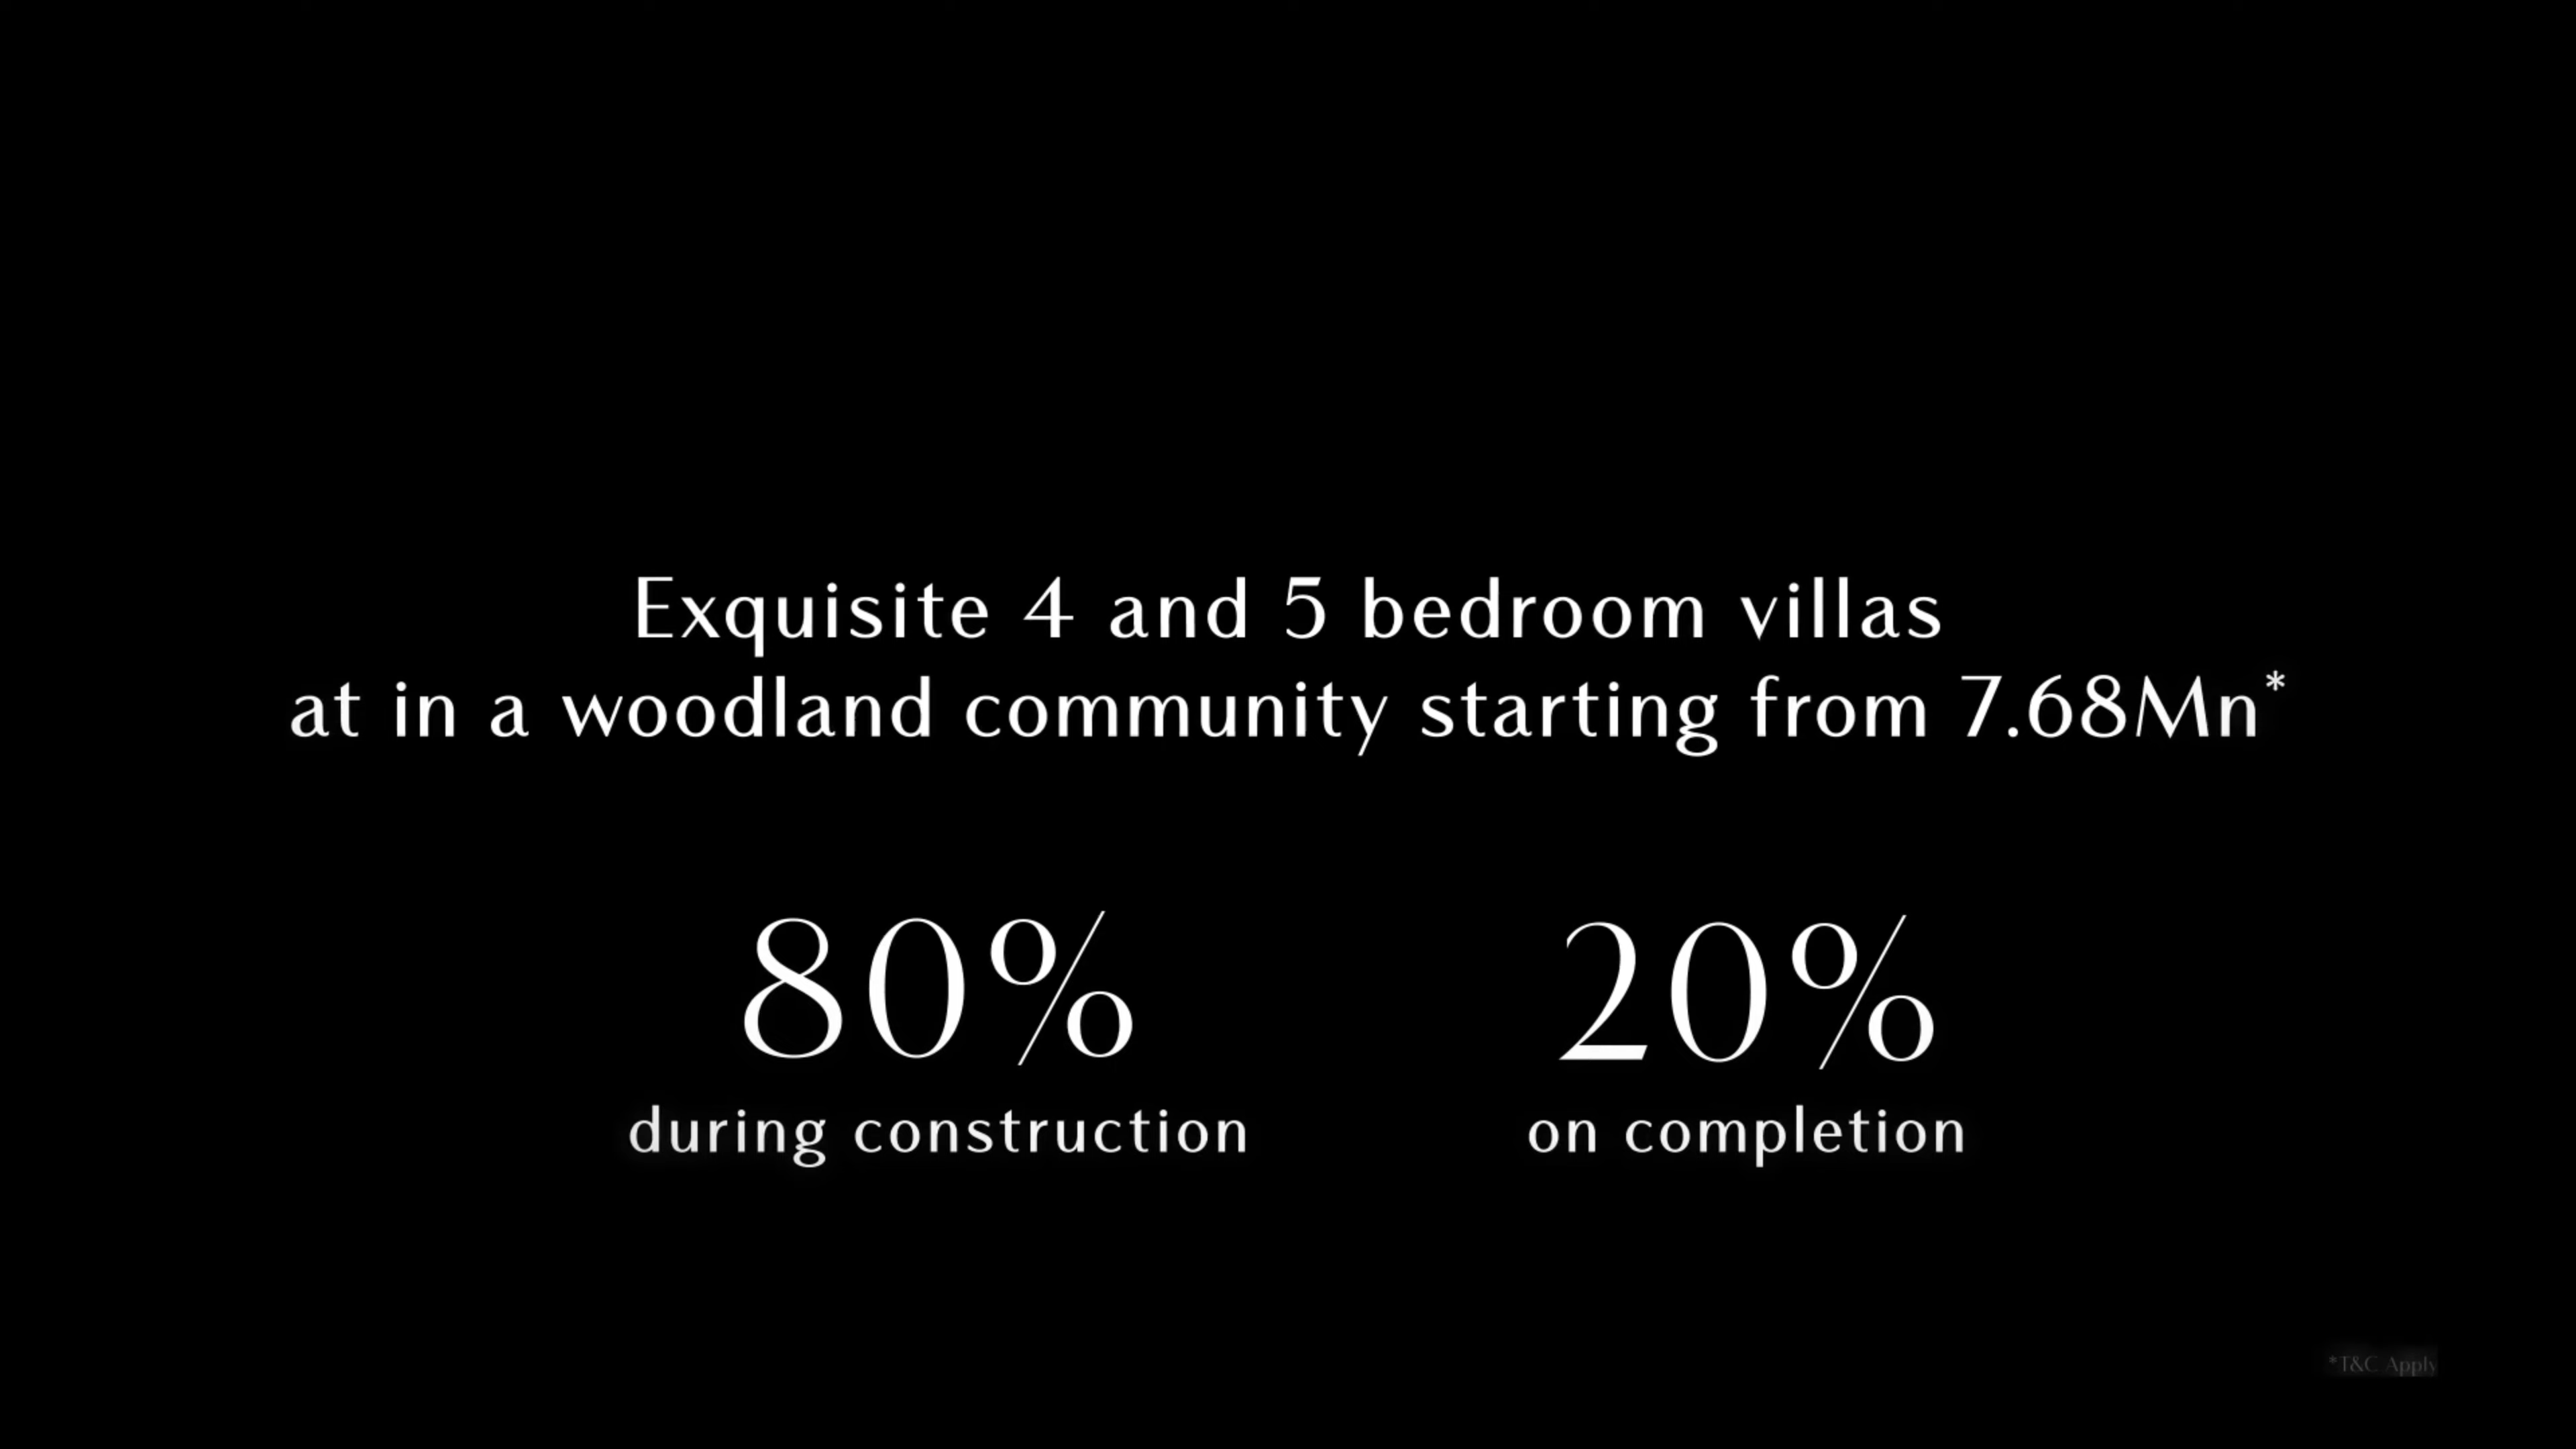 Exquisite 4 and 5 bedroom villas
at in a woodland community starting from 7.68Mn*
80%
20%
during construction
on completion
*T&C Apply